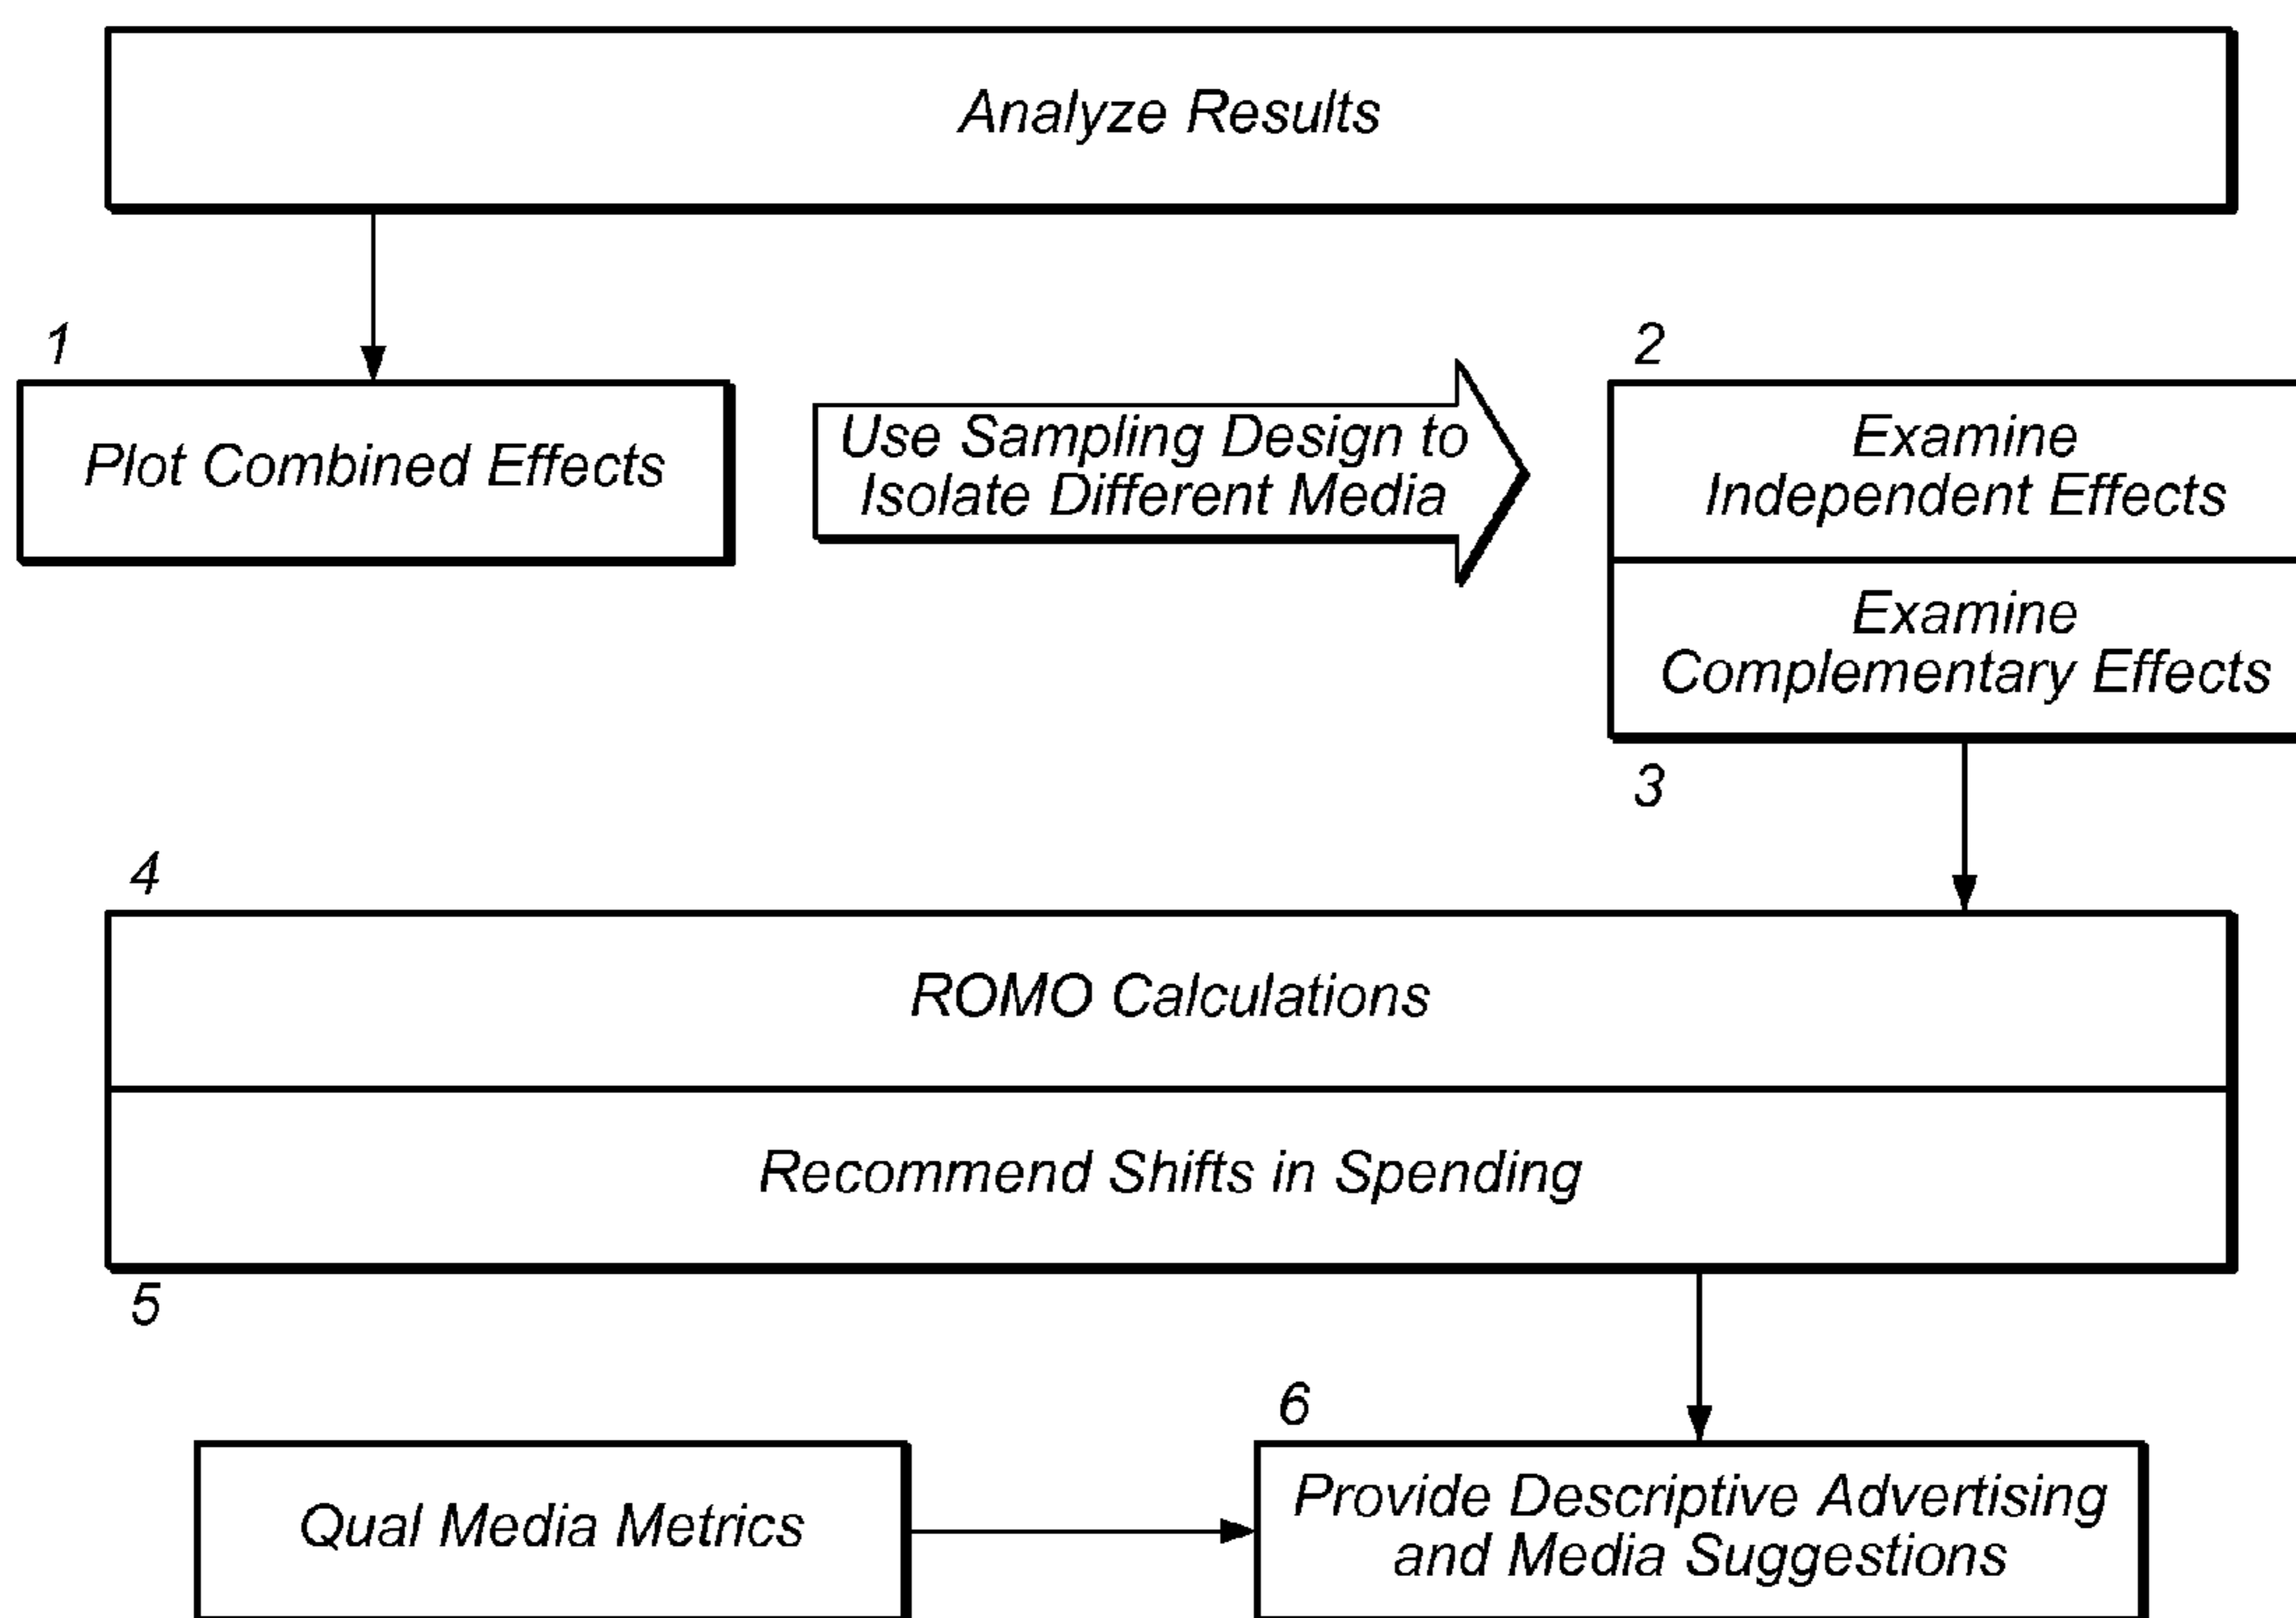 Analyze Results
1
Plot Combined Effects
Use Sampling Design to
Isolate Different Media
2
Examine
Independent Effects
Examine
Complementary Effects
3
4
ROMO Calculations
Recommend Shifts in Spending
5
Qual Media Metrics
6
Provide Descriptive Advertising
and Media Suggestions